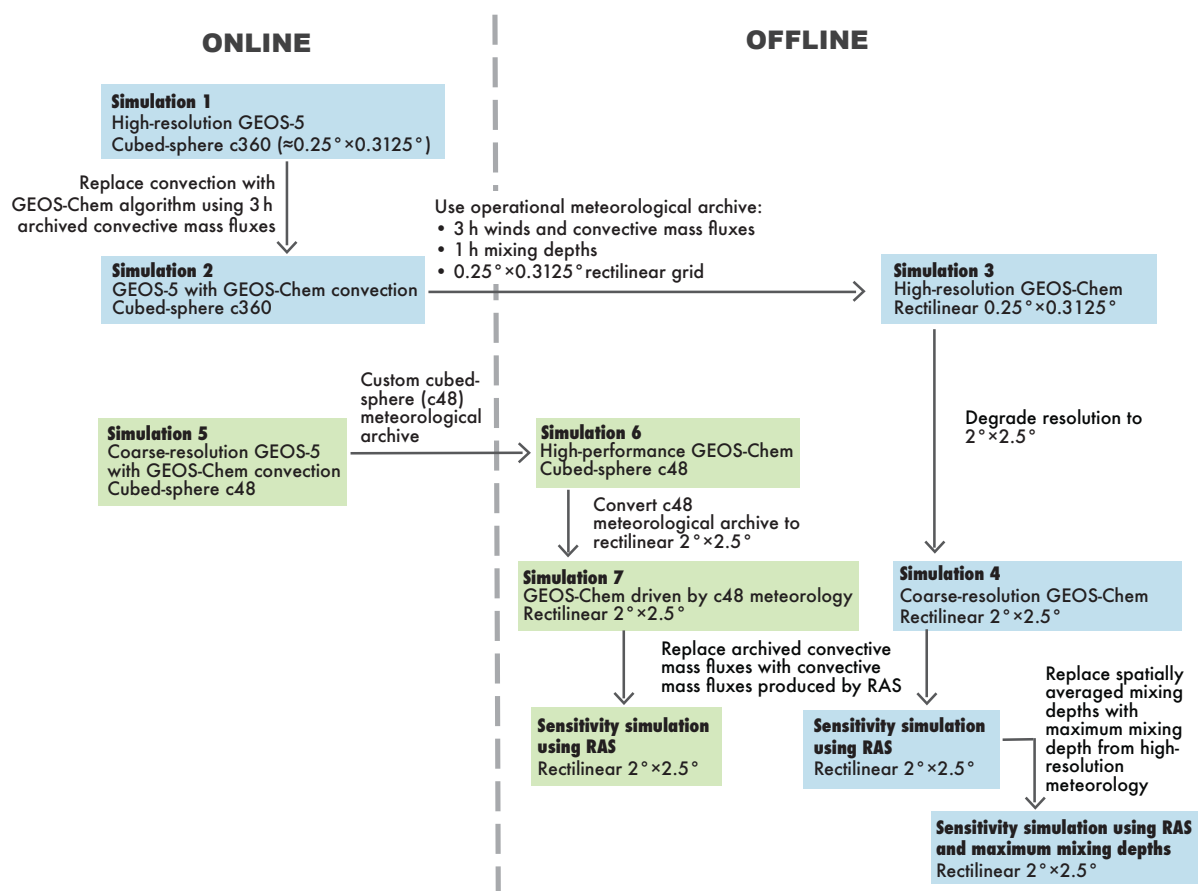 ONLINE
OFFLINE
Simulation 1
High-resolution GEOS-5
Cubed-sphere c360 (≈0.25°×0.3125°)
Replace convection with
GEOS-Chem algorithm using 3 h
archived convective mass fluxes
Use operational meteorological archive:
• 3 h winds and convective mass fluxes
• 1 h mixing depths
• 0.25°×0.3125° rectilinear grid
Simulation 2
GEOS-5 with GEOS-Chem convection
Cubed-sphere c360
Simulation 3
High-resolution GEOS-Chem
Rectilinear 0.25°×0.3125°
Custom cubed-
sphere (c48)
meteorological
archive
Degrade resolution to
2°×2.5°
Simulation 5
Coarse-resolution GEOS-5
with GEOS-Chem convection
Cubed-sphere c48
Simulation 6
High-performance GEOS-Chem
Cubed-sphere c48
Convert c48
meteorological archive to
rectilinear 2°×2.5°
Simulation 7
GEOS-Chem driven by c48 meteorology
Rectilinear 2°×2.5°
Simulation 4
Coarse-resolution GEOS-Chem
Rectilinear 2°×2.5°
Replace archived convective
mass fluxes with convective
mass fluxes produced by RAS
Replace spatially
averaged mixing
depths with
maximum mixing
depth from high-
resolution
meteorology
Sensitivity simulation
using RAS
Rectilinear 2°×2.5°
Sensitivity simulation
using RAS
Rectilinear 2°×2.5°
Sensitivity simulation using RAS
and maximum mixing depths
Rectilinear 2°×2.5°